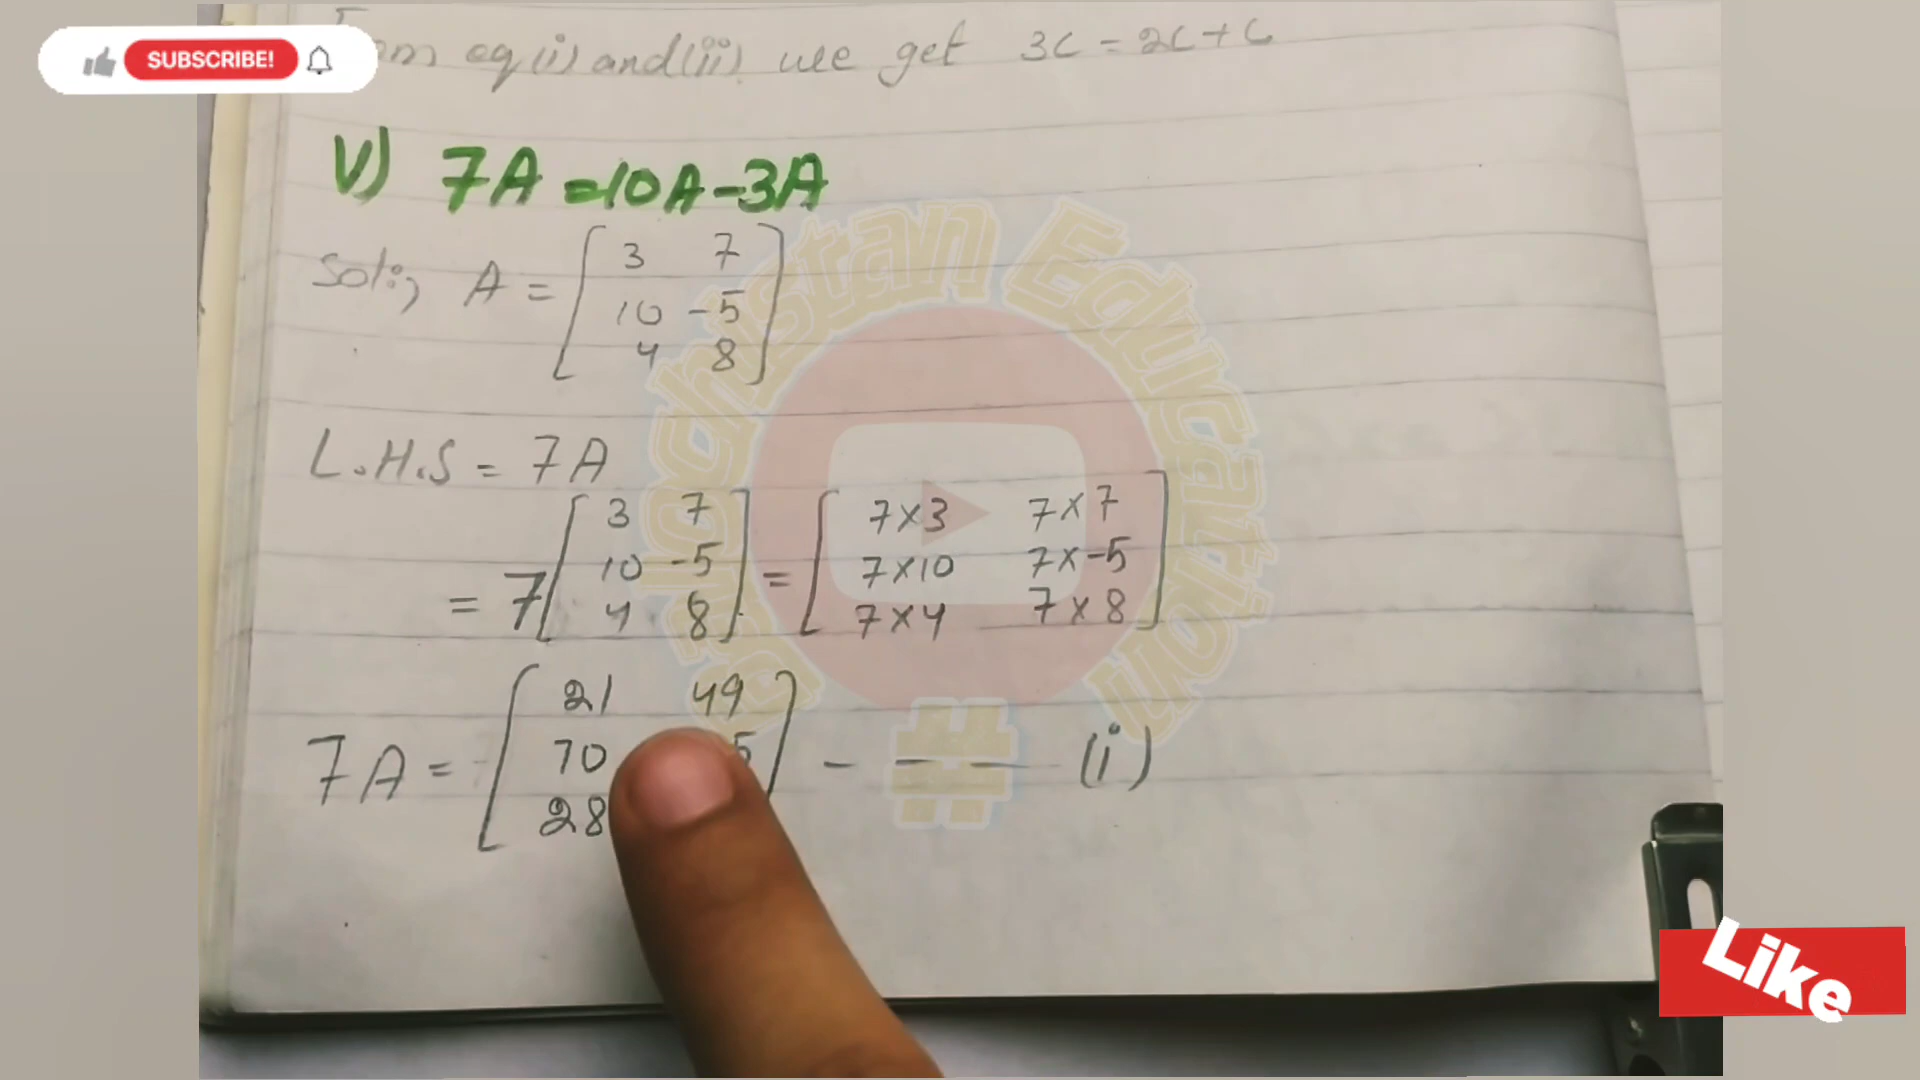 SUBSCRIBE!
eq(i) and (ii) we get 3C = 2C + C
V) 7A = 10A - 3A
Sol:; A = [ 3 7
10 -5
4 8 ]
L.H.S = 7A
= 7 [ 3 7
10 -5
4 8 ] = [ 7×3 7×7
7×10 7×-5
7×4 7×8 ]
7A = [ 21 49
70 5
28 ] - — — (i)
Education
Like